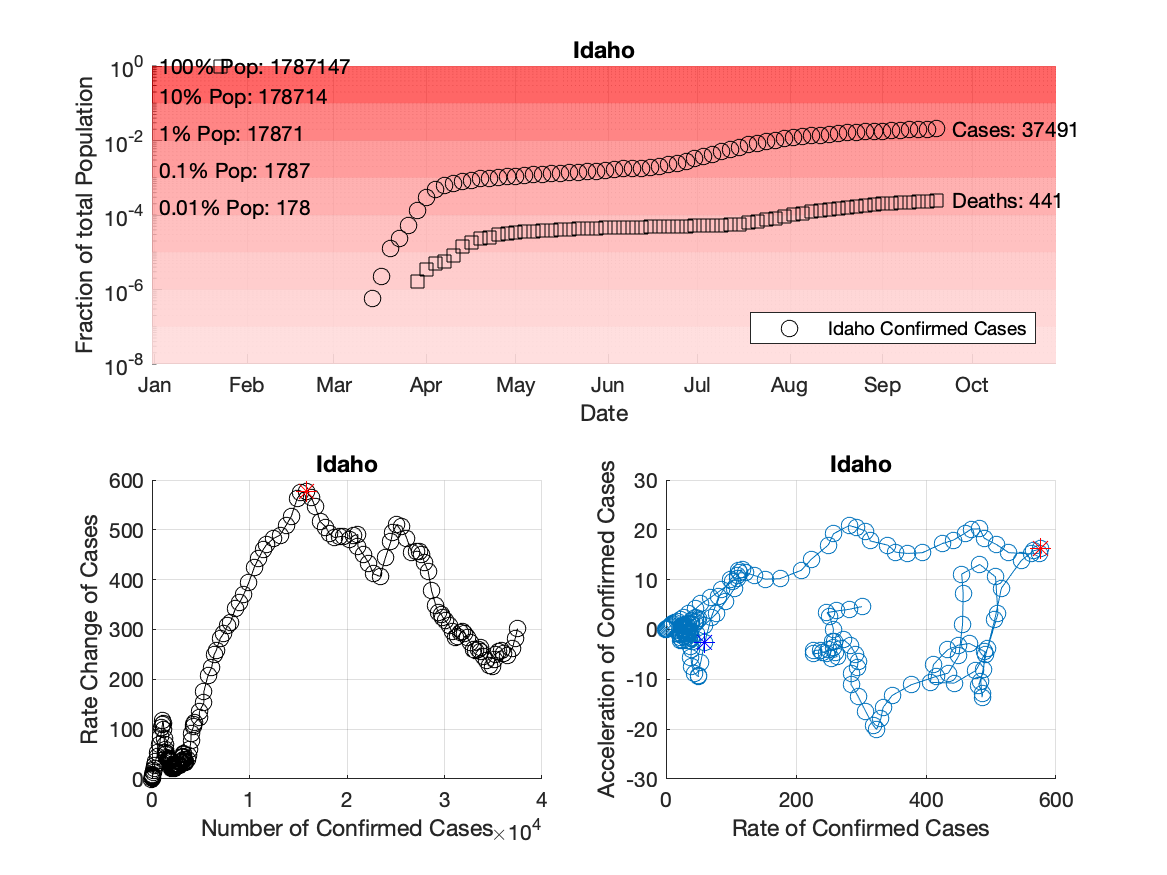 Idaho
10^0
10^-2
10^-4
10^-6
10^-8
Fraction of total Population
100% Pop: 1787147
10% Pop: 178714
1% Pop: 17871
0.1% Pop: 1787
0.01% Pop: 178
Cases: 37491
Deaths: 441
Idaho Confirmed Cases
Jan Feb Mar Apr May Jun Jul Aug Sep Oct
Date
Idaho
600
500
400
300
200
100
0
Rate Change of Cases
0 1 2 3 4
Number of Confirmed Cases ×10^4
Idaho
30
20
10
0
-10
-20
-30
Acceleration of Confirmed Cases
0 200 400 600
Rate of Confirmed Cases